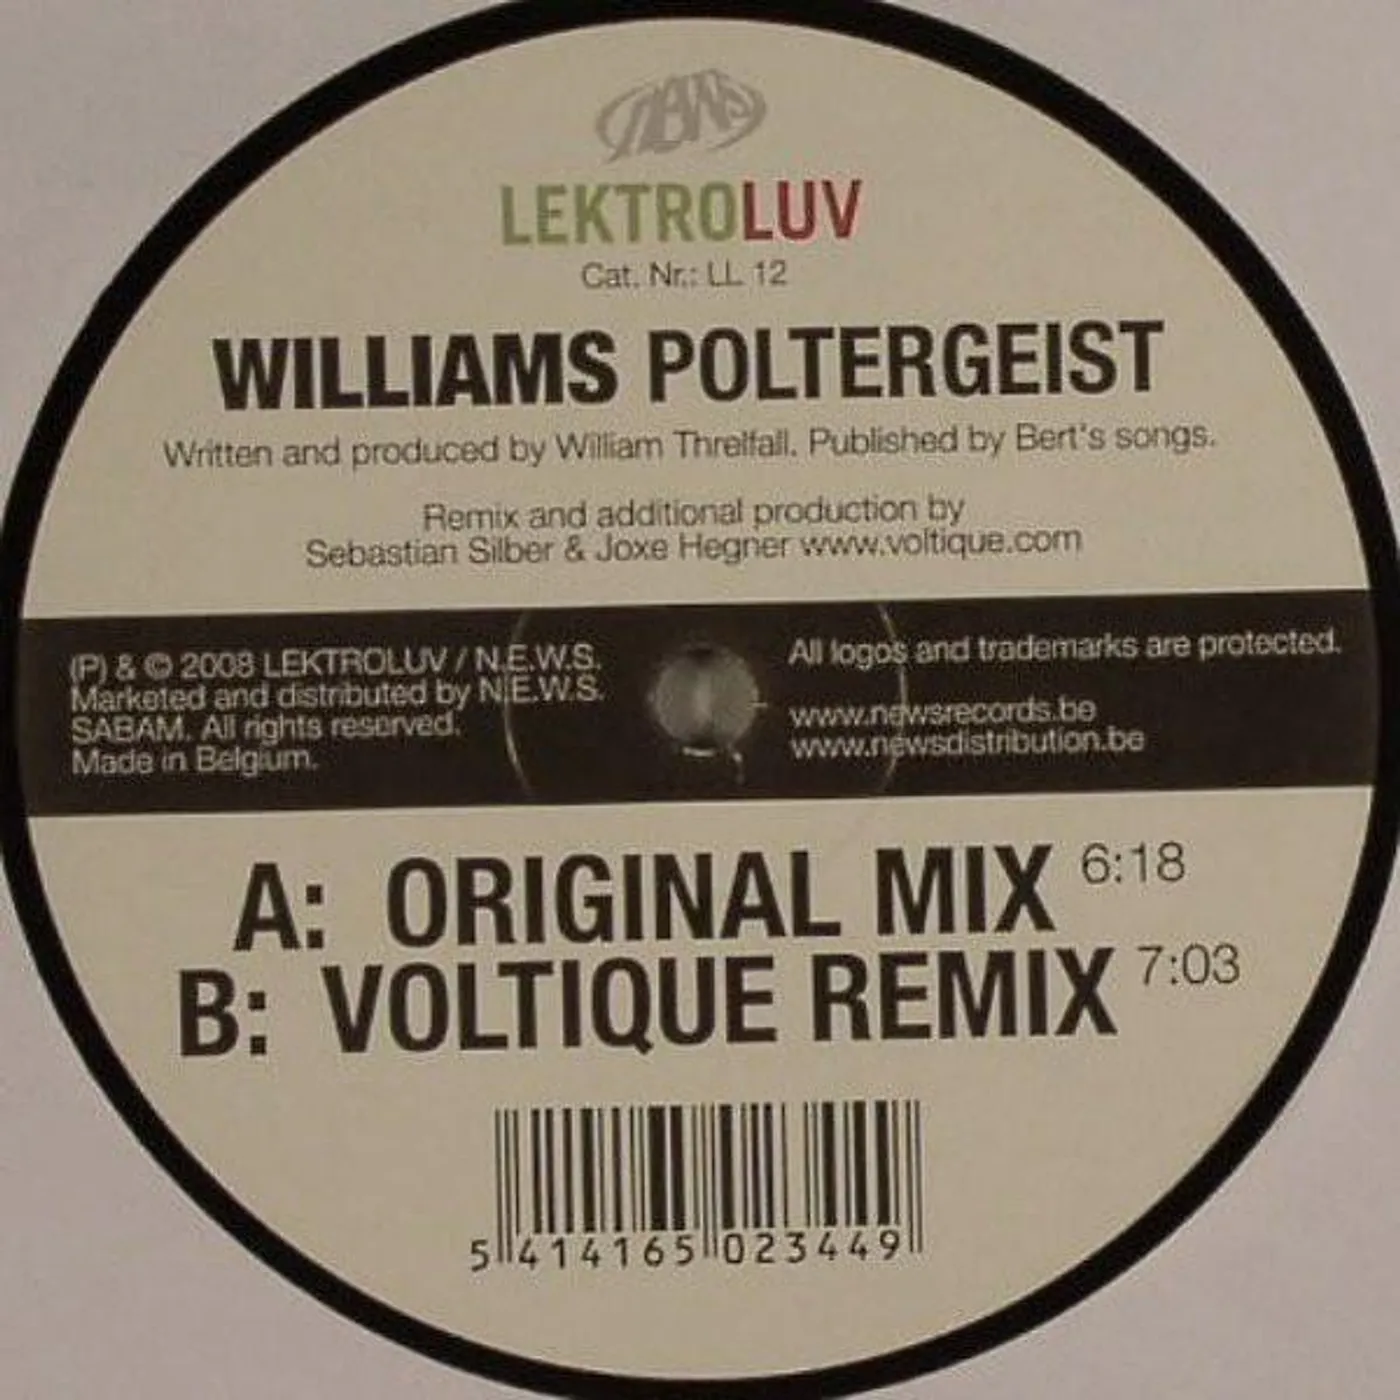 NEWS
LEKTROLUV
Cat. Nr.: LL 12
WILLIAMS POLTERGEIST
Written and produced by William Threlfall. Published by Bert's songs.
Remix and additional production by
Sebastian Silber & Joxe Hegner www.voltique.com
(P) & © 2008 LEKTROLUV / N.E.W.S.
Marketed and distributed by N.E.W.S.
SABAM. All rights reserved.
Made in Belgium.
All logos and trademarks are protected.
www.newsrecords.be
www.newsdistribution.be
A: ORIGINAL MIX 6:18
B: VOLTIQUE REMIX 7:03
5 414165 023449